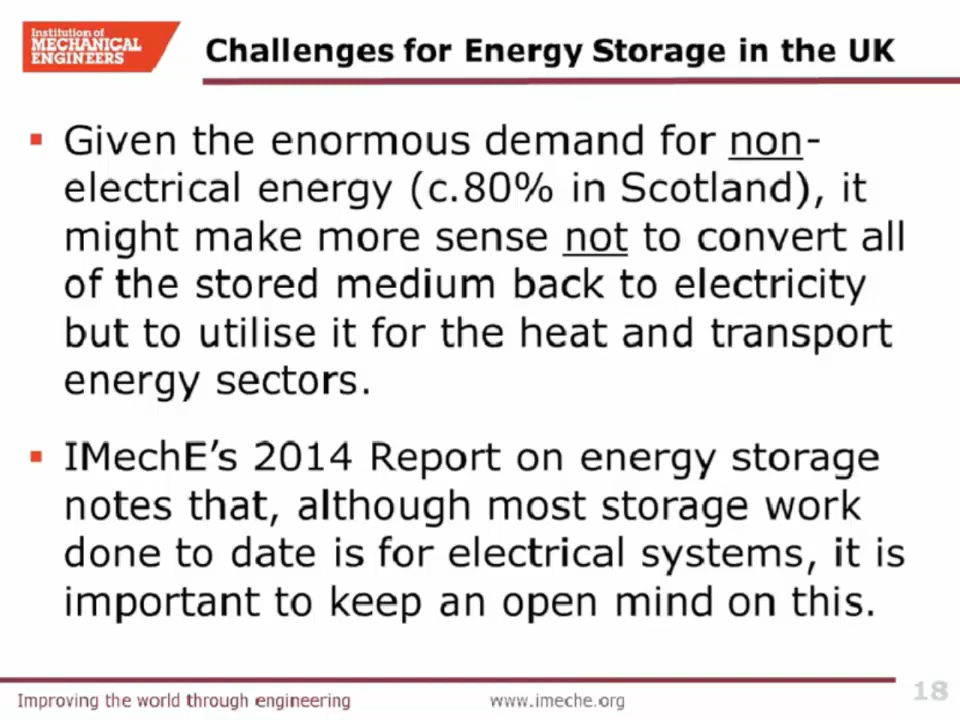 Institution of
MECHANICAL
ENGINEERS
Challenges for Energy Storage in the UK
▪ Given the enormous demand for non-
electrical energy (c.80% in Scotland), it
might make more sense not to convert all
of the stored medium back to electricity
but to utilise it for the heat and transport
energy sectors.
▪ IMechE’s 2014 Report on energy storage
notes that, although most storage work
done to date is for electrical systems, it is
important to keep an open mind on this.
Improving the world through engineering
www.imeche.org
18